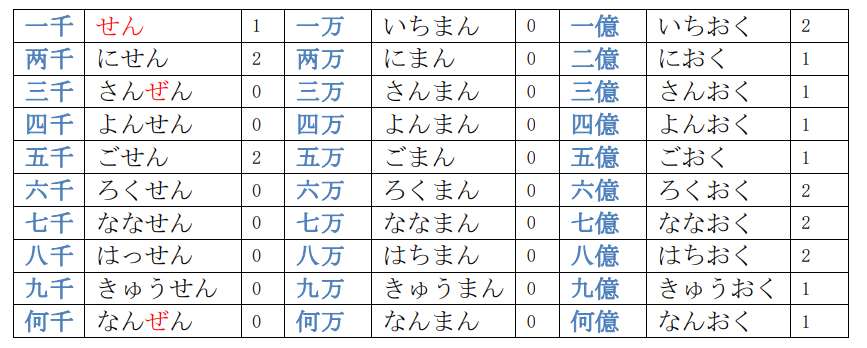 一千 せん 1 一万 いちまん 0 一億 いちおく 2
两千 にせん 2 两万 にまん 0 二億 におく 1
三千 さんぜん 0 三万 さんまん 0 三億 さんおく 1
四千 よんせん 0 四万 よんまん 0 四億 よんおく 1
五千 ごせん 2 五万 ごまん 0 五億 ごおく 1
六千 ろくせん 0 六万 ろくまん 0 六億 ろくおく 2
七千 ななせん 0 七万 ななまん 0 七億 ななおく 2
八千 はっせん 0 八万 はちまん 0 八億 はちおく 2
九千 きゅうせん 0 九万 きゅうまん 0 九億 きゅうおく 1
何千 なんぜん 0 何万 なんまん 0 何億 なんおく 1